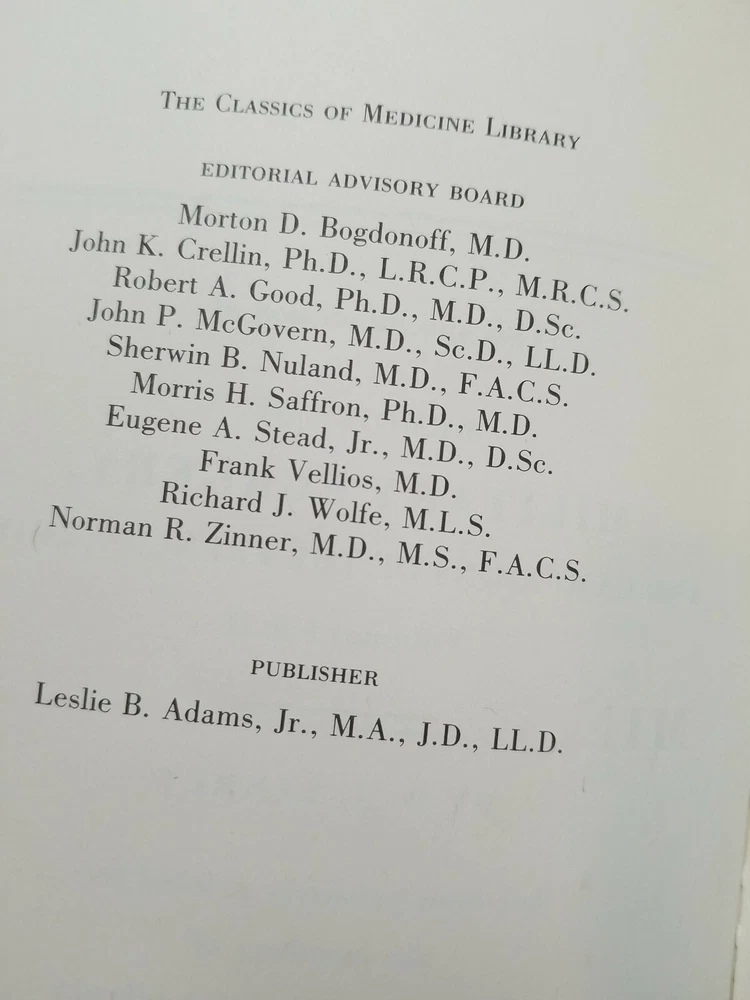 The Classics of Medicine Library
EDITORIAL ADVISORY BOARD
Morton D. Bogdonoff, M.D.
John K. Crellin, Ph.D., L.R.C.P., M.R.C.S.
Robert A. Good, Ph.D., M.D., D.Sc.
John P. McGovern, M.D., Sc.D., LL.D.
Sherwin B. Nuland, M.D., F.A.C.S.
Morris H. Saffron, Ph.D., M.D.
Eugene A. Stead, Jr., M.D., D.Sc.
Frank Vellios, M.D.
Richard J. Wolfe, M.L.S.
Norman R. Zinner, M.D., M.S., F.A.C.S.
PUBLISHER
Leslie B. Adams, Jr., M.A., J.D., LL.D.